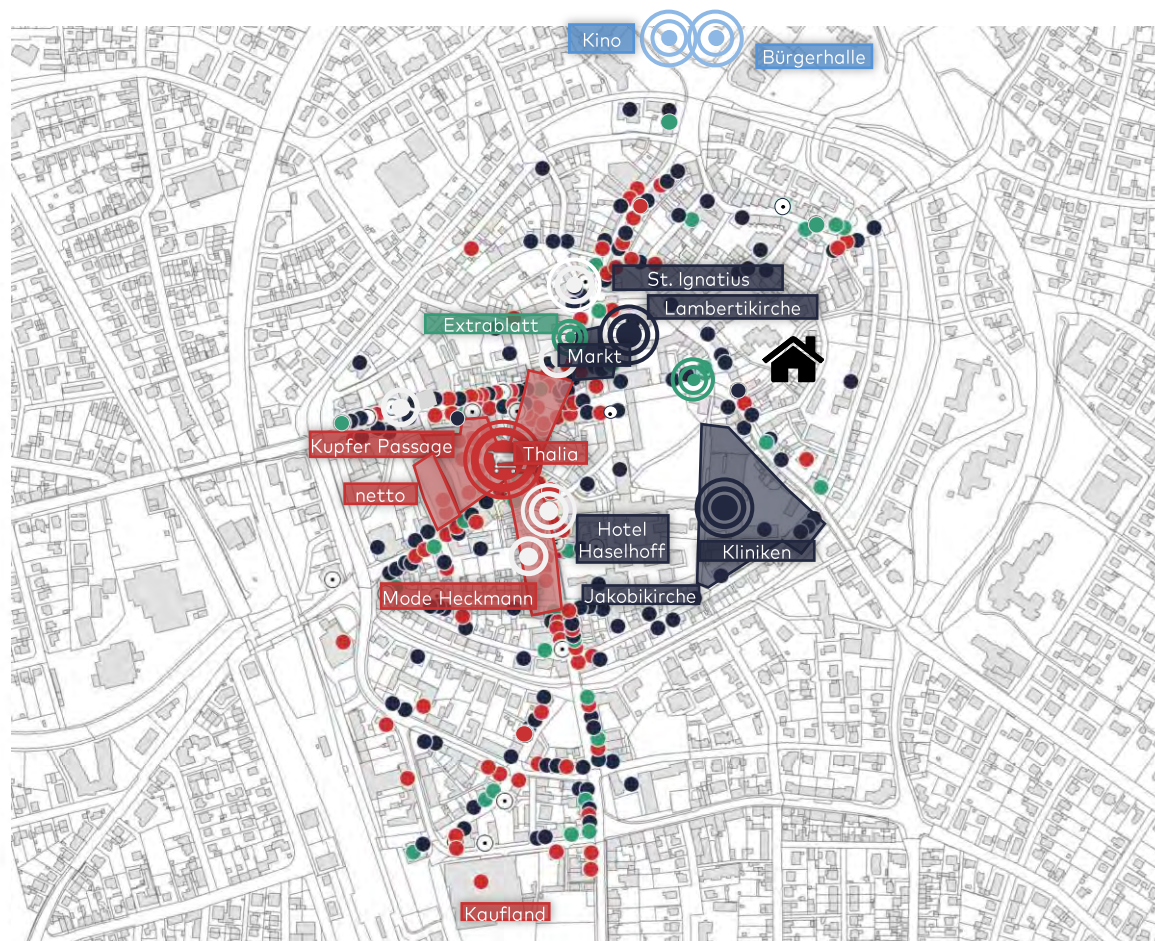 Kino
Bürgerhalle
St. Ignatius
Lambertikirche
Extrablatt
Markt
Kupfer Passage
Thalia
netto
Hotel
Haselhoff
Kliniken
Mode Heckmann
Jakobikirche
Kaufland